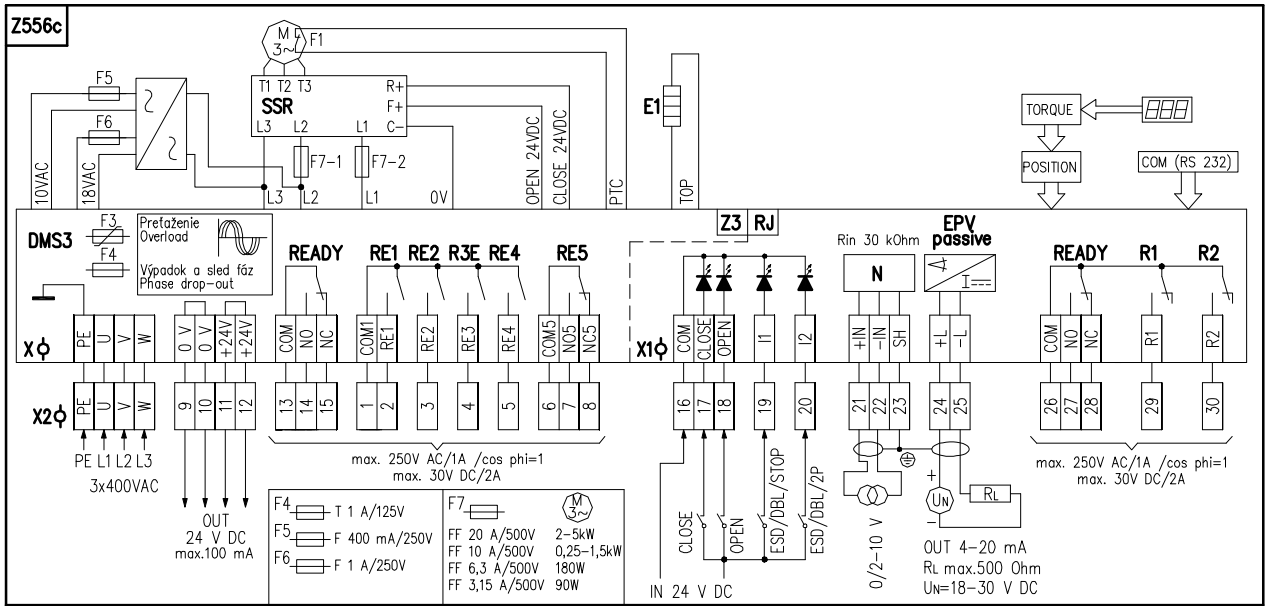 Z556c
M
3~
F1
T1 T2 T3
SSR
R+
F+
C-
L3 L2 L1
F5
F6
F7-1
F7-2
10VAC
18VAC
L3 L2 L1 0V
OPEN 24VDC
CLOSE 24VDC
PTC
E1
TOP
TORQUE
POSITION
COM (RS 232)
DMS3
F3
F4
Preťaženie
Overload
Výpadok a sled fáz
Phase drop-out
READY RE1 RE2 R3E RE4 RE5
Z3 RJ
Rin 30 kOhm
N
EPV
passive
READY R1 R2
X
PE U V W
0 V 0 V +24V +24V
COM NO NC
COM1 RE1 RE2 RE3 RE4
COM5 NO5 NC5
X1
COM CLOSE OPEN I1 I2
+IN -IN SH +L -L
COM NO NC R1 R2
X2
PE U V W 9 10 11 12 13 14 15 1 2 3 4 5 6 7 8 16 17 18 19 20 21 22 23 24 25 26 27 28 29 30
PE L1 L2 L3
3x400VAC
OUT
24 V DC
max.100 mA
max. 250V AC/1A /cos phi=1
max. 30V DC/2A
F4 T 1 A/125V
F5 F 400 mA/250V
F6 F 1 A/250V
F7 M
3~
FF 20 A/500V 2-5kW
FF 10 A/500V 0,25-1,5kW
FF 6,3 A/500V 180W
FF 3,15 A/500V 90W
CLOSE
OPEN
ESD/DBL/STOP
ESD/DBL/2P
IN 24 V DC
0/2-10 V
+
UN
-
RL
OUT 4-20 mA
RL max.500 Ohm
UN=18-30 V DC
max. 250V AC/1A /cos phi=1
max. 30V DC/2A